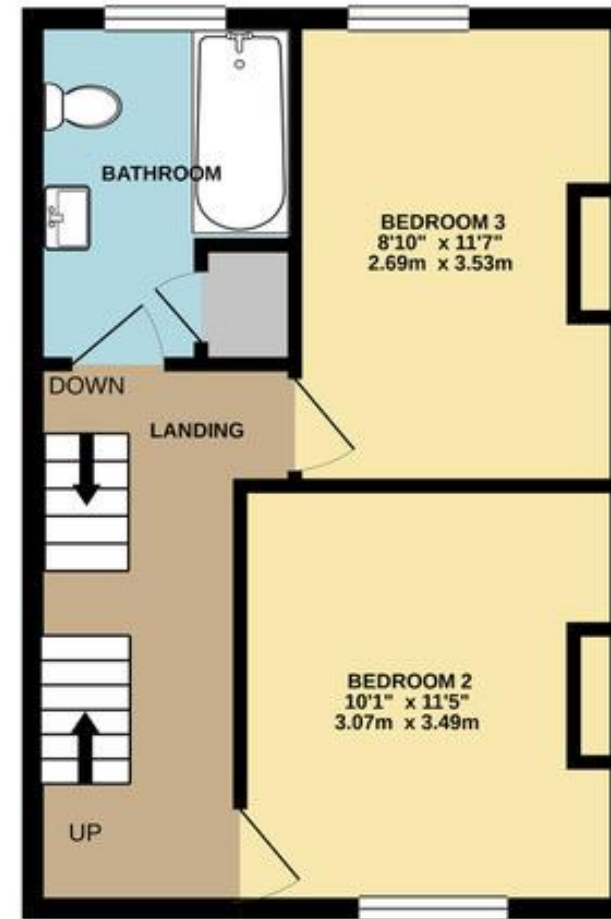 BATHROOM
BEDROOM 3
8'10" x 11'7"
2.69m x 3.53m
DOWN
LANDING
BEDROOM 2
10'1" x 11'5"
3.07m x 3.49m
UP